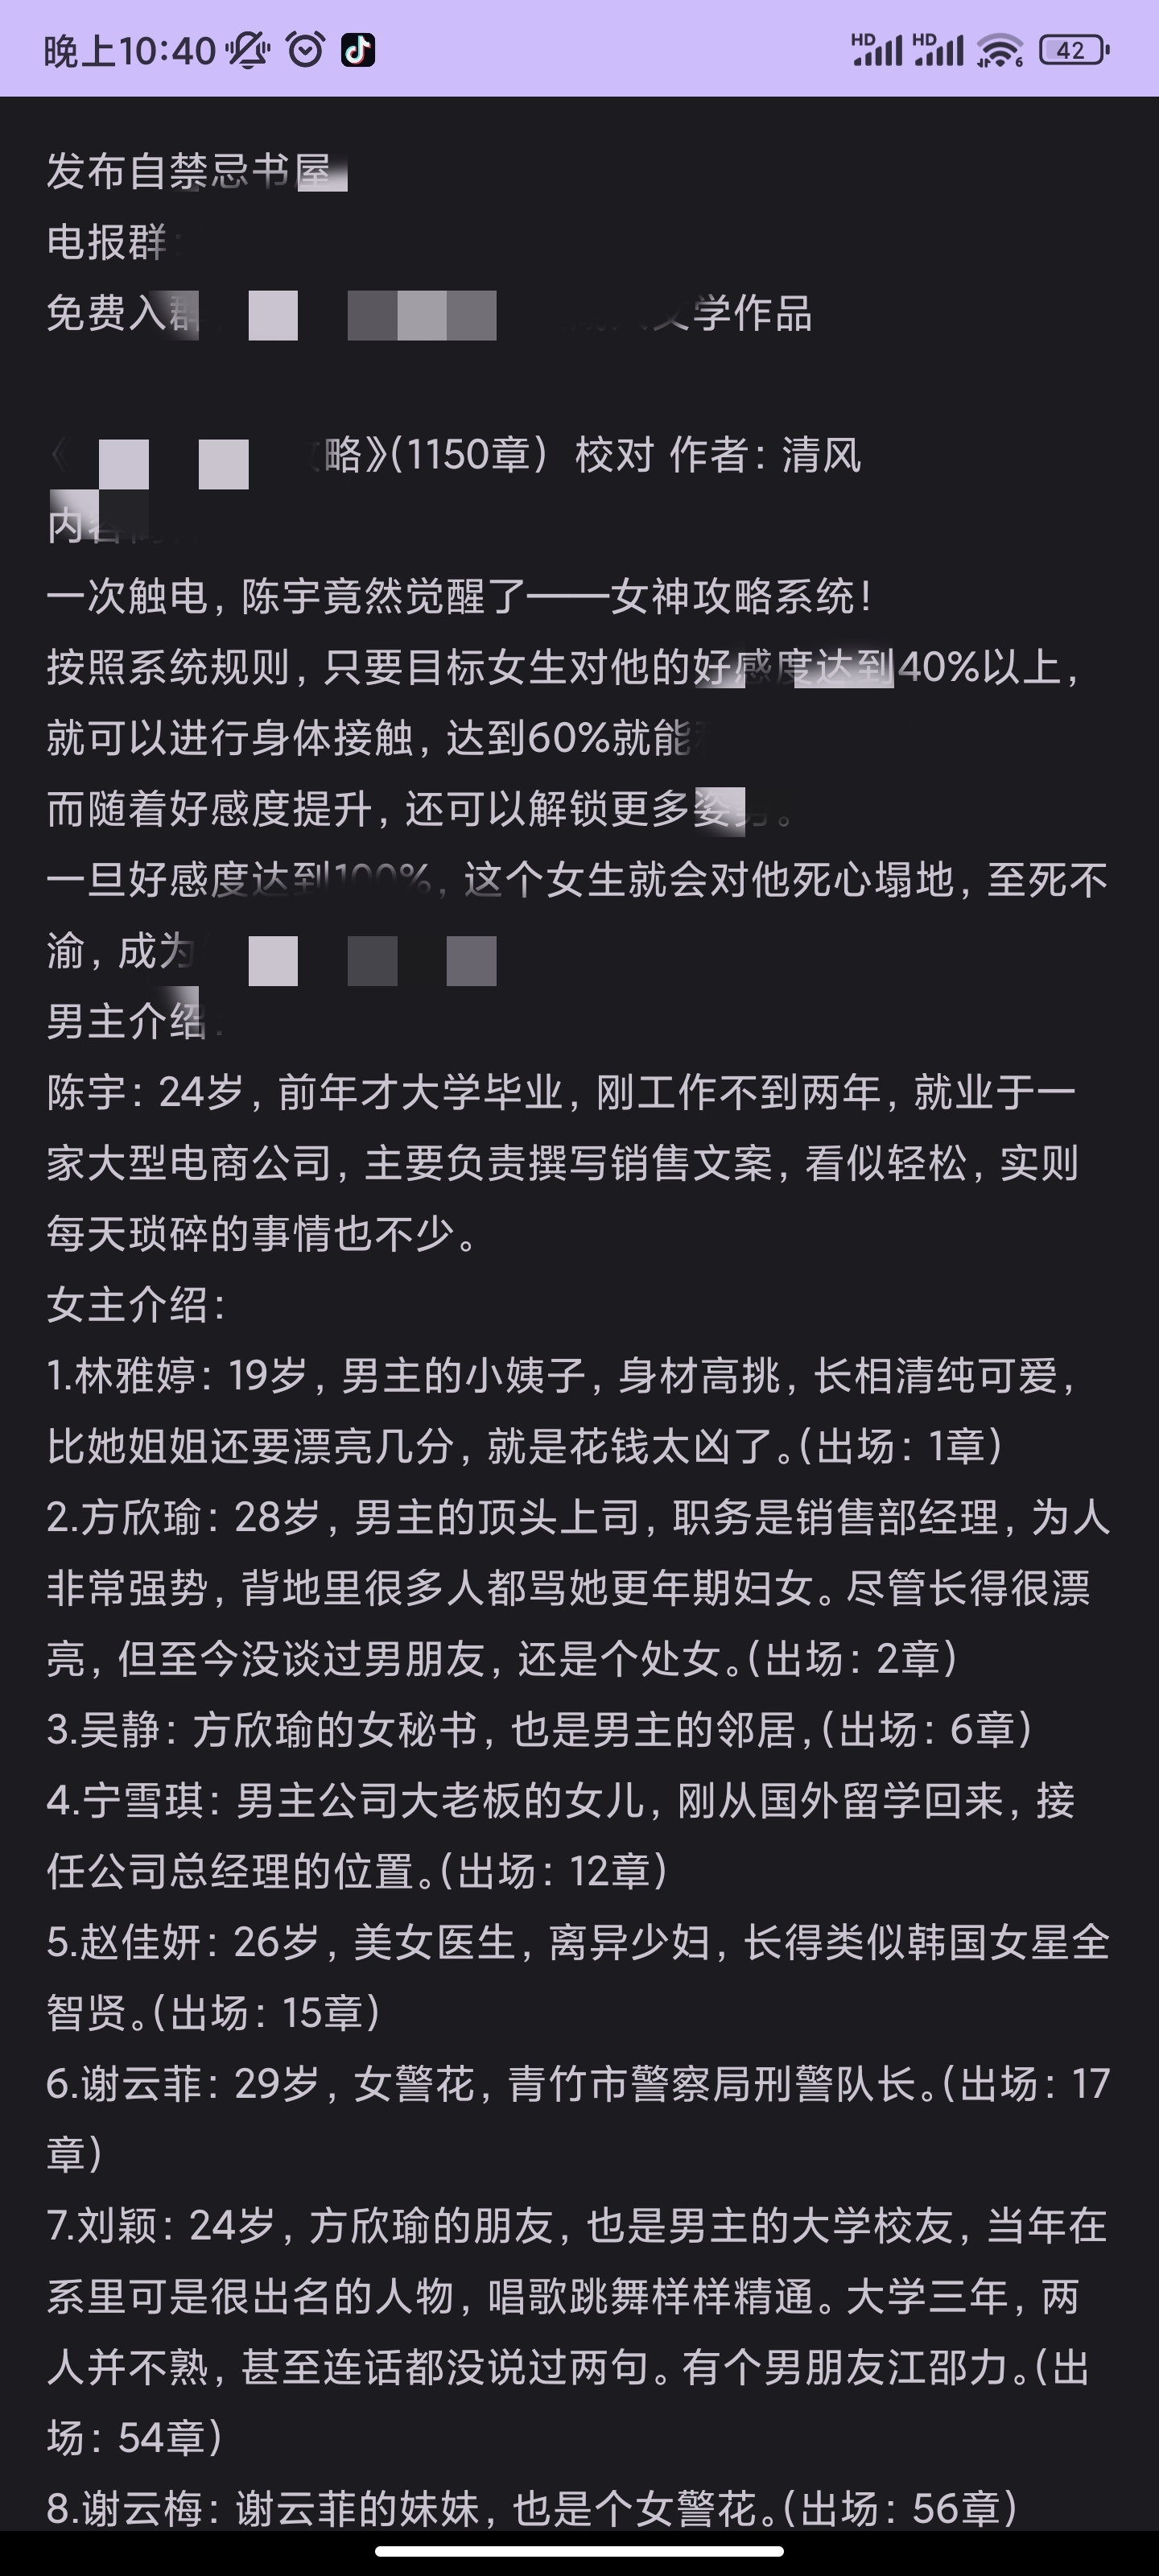 晚上10:40
HD HD 6 42
发布自禁忌书屋
电报群
免费入群 学作品
略》(1150章) 校对 作者: 清风
内容
一次触电, 陈宇竟然觉醒了——女神攻略系统!
按照系统规则, 只要目标女生对他的好感度达到40%以上,
就可以进行身体接触, 达到60%就能
而随着好感度提升, 还可以解锁更多姿势。
一旦好感度达到100%, 这个女生就会对他死心塌地, 至死不
渝, 成为
男主介绍:
陈宇: 24岁, 前年才大学毕业, 刚工作不到两年, 就业于一
家大型电商公司, 主要负责撰写销售文案, 看似轻松, 实则
每天琐碎的事情也不少。
女主介绍:
1.林雅婷: 19岁, 男主的小姨子, 身材高挑, 长相清纯可爱,
比她姐姐还要漂亮几分, 就是花钱太凶了。(出场: 1章)
2.方欣瑜: 28岁, 男主的顶头上司, 职务是销售部经理, 为人
非常强势, 背地里很多人都骂她更年期妇女。尽管长得很漂
亮, 但至今没谈过男朋友, 还是个处女。(出场: 2章)
3.吴静: 方欣瑜的女秘书, 也是男主的邻居,(出场: 6章)
4.宁雪琪: 男主公司大老板的女儿, 刚从国外留学回来, 接
任公司总经理的位置。(出场: 12章)
5.赵佳妍: 26岁, 美女医生, 离异少妇, 长得类似韩国女星全
智贤。(出场: 15章)
6.谢云菲: 29岁, 女警花, 青竹市警察局刑警队长。(出场: 17
章)
7.刘颖: 24岁, 方欣瑜的朋友, 也是男主的大学校友, 当年在
系里可是很出名的人物, 唱歌跳舞样样精通。大学三年, 两
人并不熟, 甚至连话都没说过两句。有个男朋友江邵力。(出
场: 54章)
8.谢云梅: 谢云菲的妹妹, 也是个女警花。(出场: 56章)